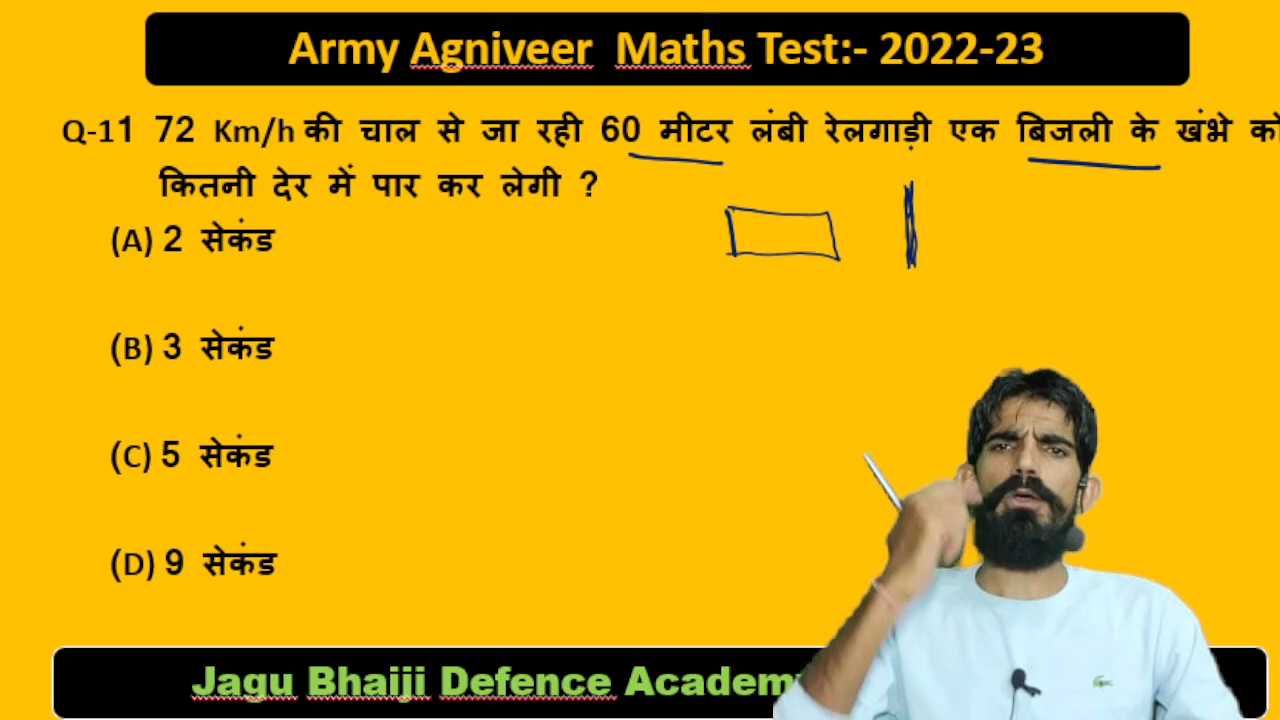 Army Agniveer Maths Test:- 2022-23
Q-11 72 Km/h की चाल से जा रही 60 मीटर लंबी रेलगाड़ी एक बिजली के खंभे को
कितनी देर में पार कर लेगी ?
(A) 2 सेकंड
(B) 3 सेकंड
(C) 5 सेकंड
(D) 9 सेकंड
Jagu Bhaiji Defence Academ